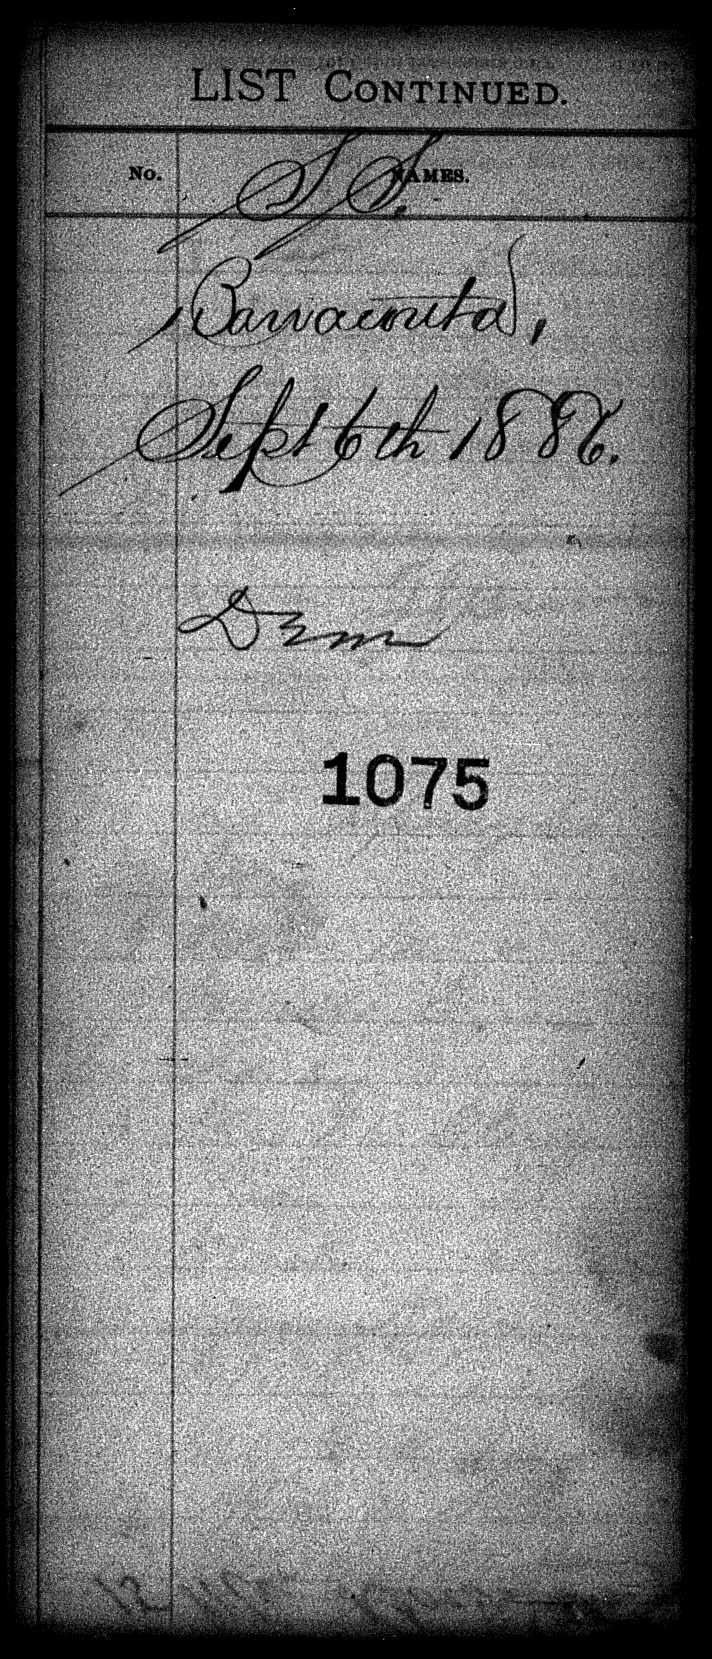 LIST CONTINUED.
No. NAMES.
S. S.
Barracouta,
Sept 6th 1886.
1075